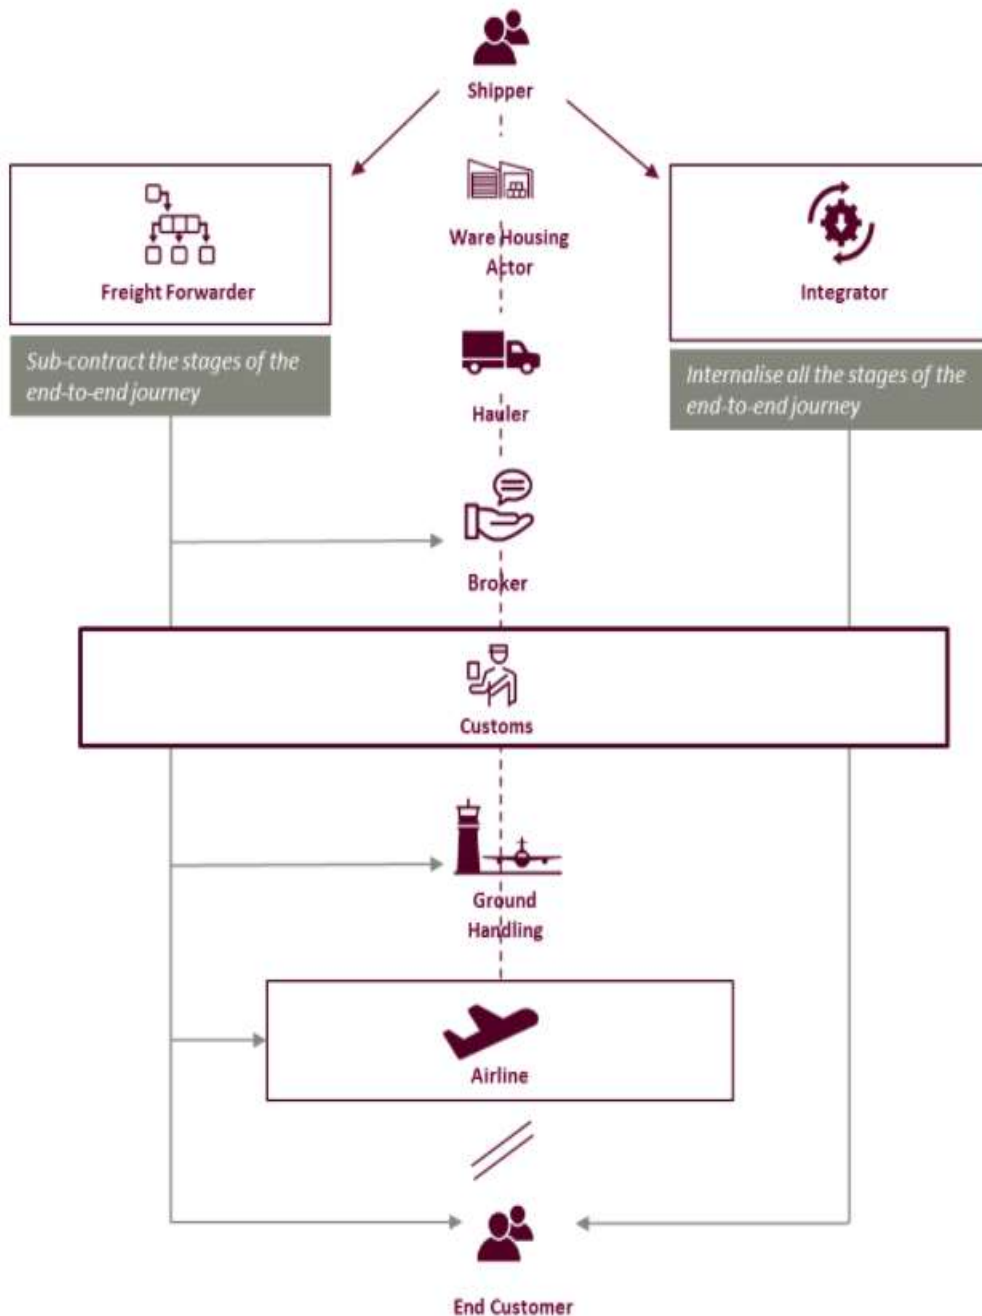 Shipper
Ware Housing
Actor
Freight Forwarder
Integrator
Sub-contract the stages of the
end-to-end journey
Internalise all the stages of the
end-to-end journey
Hauler
Broker
Customs
Ground
Handling
Airline
End Customer